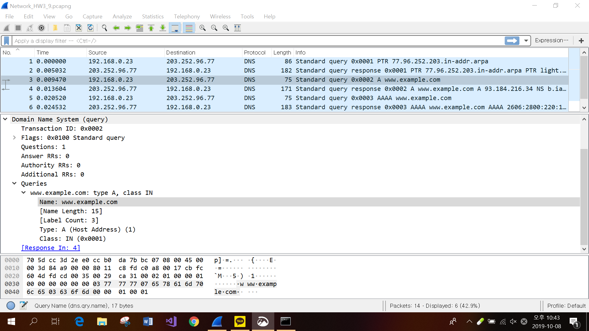 Network_HW3_9.pcapng
File Edit View Go Capture Analyze Statistics Telephony Wireless Tools Help
Apply a display filter ... <Ctrl-/>
Expression... +
No. Time Source Destination Protocol Length Info
1 0.000000 192.168.0.23 203.252.96.77 DNS 86 Standard query 0x0001 PTR 77.96.252.203.in-addr.arpa
2 0.005032 192.168.0.23 203.252.96.77 DNS 182 Standard query response 0x0001 PTR 77.96.252.203.in-addr.arpa PTR light....
3 0.009470 192.168.0.23 203.252.96.77 DNS 75 Standard query 0x0002 A www.example.com
4 0.013604 192.168.0.23 203.252.96.77 DNS 171 Standard query response 0x0002 A www.example.com A 93.184.216.34 NS b.ia...
5 0.020520 192.168.0.23 203.252.96.77 DNS 75 Standard query 0x0003 AAAA www.example.com
6 0.024532 192.168.0.23 203.252.96.77 DNS 183 Standard query response 0x0003 AAAA www.example.com AAAA 2606:2800:220:1...
Domain Name System (query)
Transaction ID: 0x0002
Flags: 0x0100 Standard query
Questions: 1
Answer RRs: 0
Authority RRs: 0
Additional RRs: 0
Queries
www.example.com: type A, class IN
Name: www.example.com
[Name Length: 15]
[Label Count: 3]
Type: A (Host Address) (1)
Class: IN (0x0001)
[Response In: 4]
0000 70 5d cc 3d 2e e0 cc b0 da 7b bc 07 08 00 45 00 p]·=.··· ·{····E·
0010 00 3d 84 a9 00 00 80 11 c8 fd c0 a8 00 17 cb fc
0020 60 4d fd cd 00 35 00 29 ca 31 00 02 01 00 00 01
0030 00 00 00 00 00 00 03 77 77 77 07 65 78 61 6d 70 ·······w ww·examp
0040 6c 65 03 63 6f 6d 00 00 01 00 01 le·com·· ···
Query Name (dns.qry.name), 17 bytes
Packets: 14 · Displayed: 6 (42.9%)
Profile: Default
오후 10:43
2019-10-08